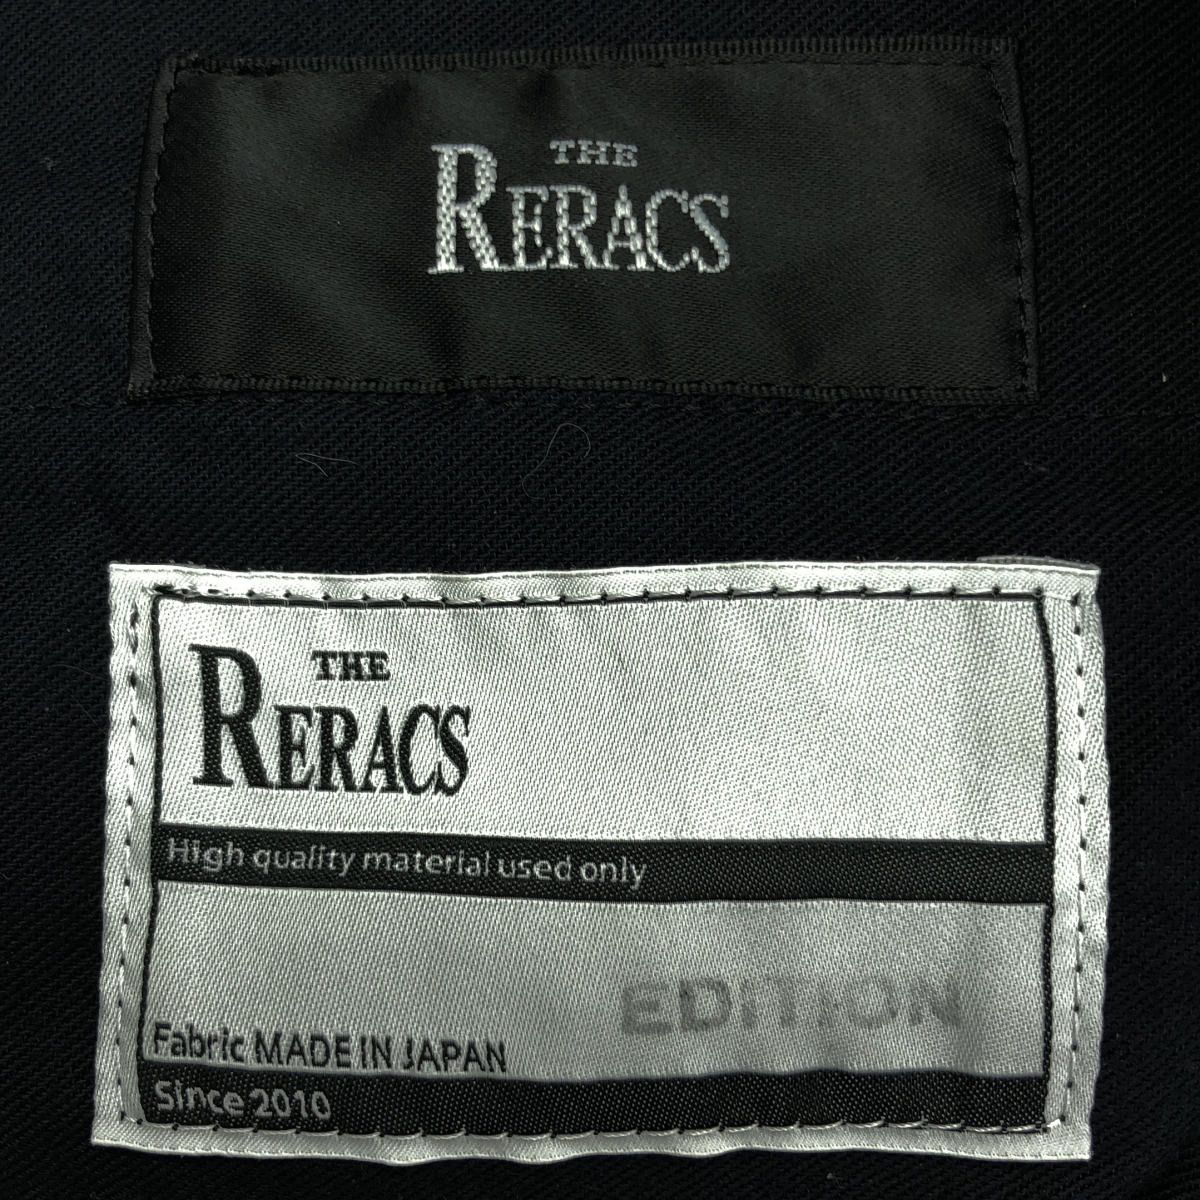 THE
RERACS
THE
RERACS
High quality material used only
EDITION
Fabric MADE IN JAPAN
Since 2010